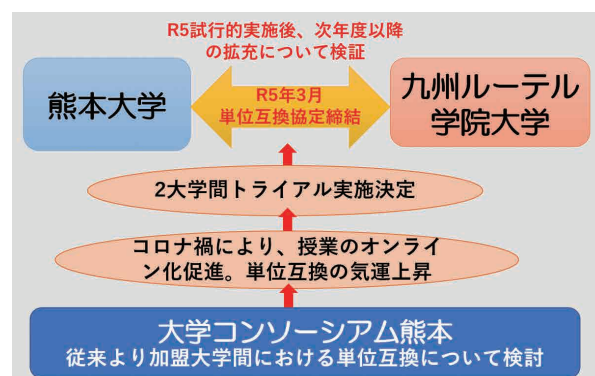 R5試行的実施後、次年度以降
の拡充について検証
熊本大学
R5年3月
単位互換協定締結
九州ルーテル
学院大学
2大学間トライアル実施決定
コロナ禍により、授業のオンライ
ン化促進。単位互換の気運上昇
大学コンソーシアム熊本
従来より加盟大学間における単位互換について検討